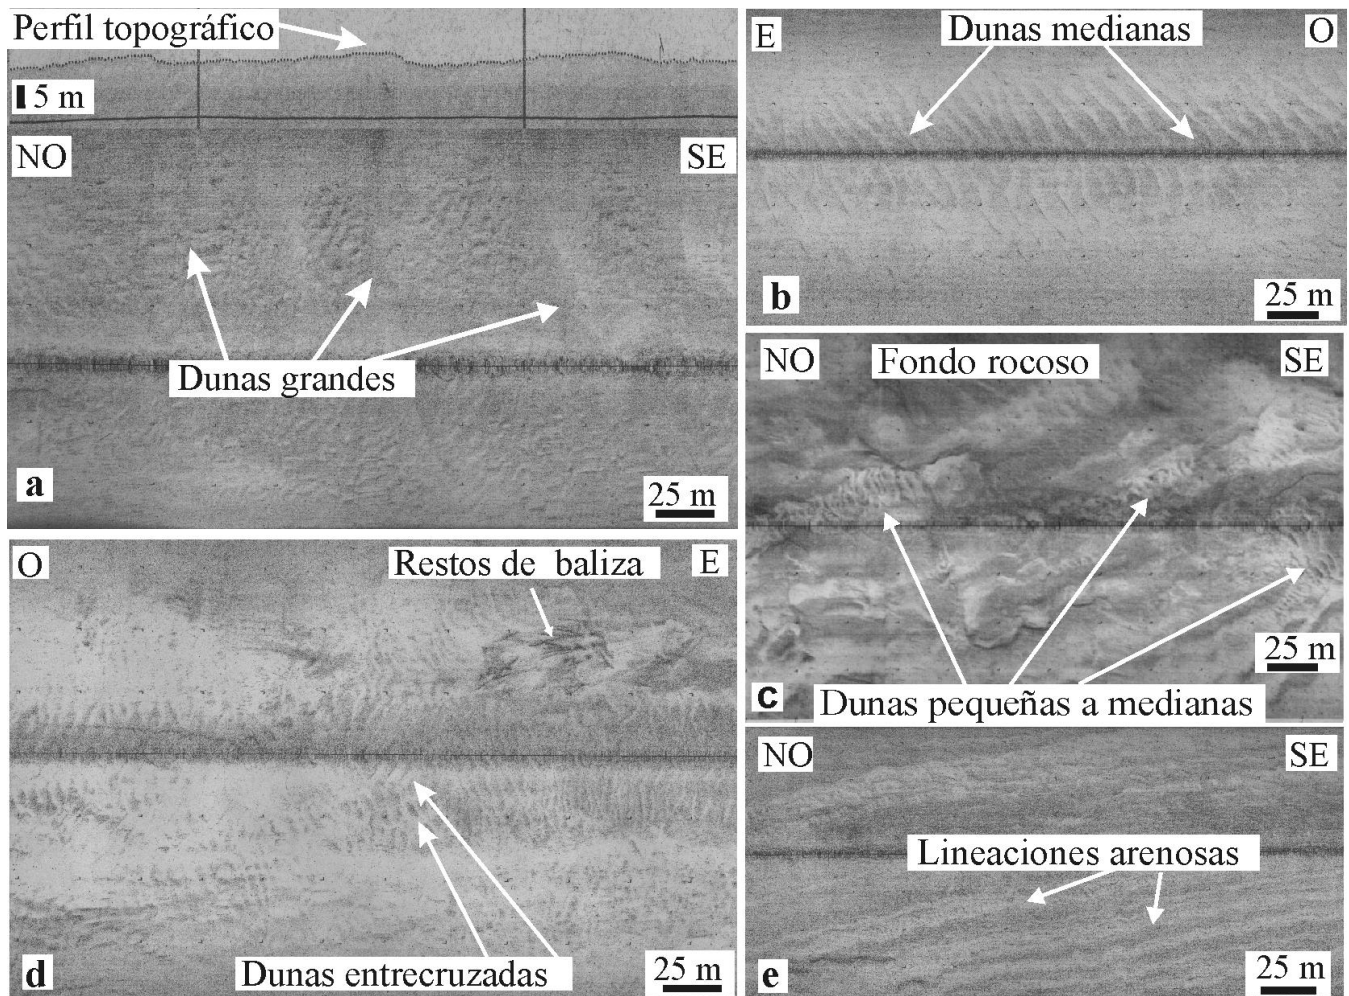 Perfil topográfico
5 m
NO
SE
Dunas grandes
a
25 m
E
Dunas medianas
O
b
25 m
NO
Fondo rocoso
SE
25 m
c
Dunas pequeñas a medianas
O
Restos de baliza
E
Dunas entrecruzadas
d
25 m
NO
SE
Lineaciones arenosas
e
25 m